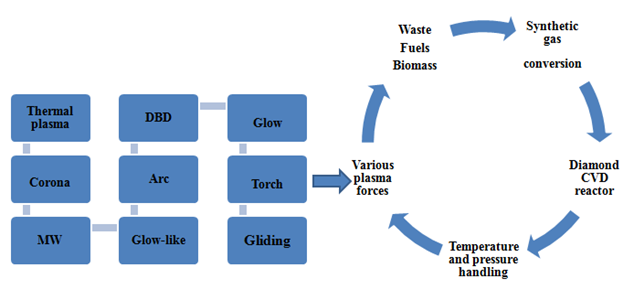 Thermal
plasma
DBD
Glow
Corona
Arc
Torch
MW
Glow-like
Gliding
Waste
Fuels
Biomass
Synthetic
gas
conversion
Various
plasma
forces
Diamond
CVD
reactor
Temperature
and pressure
handling